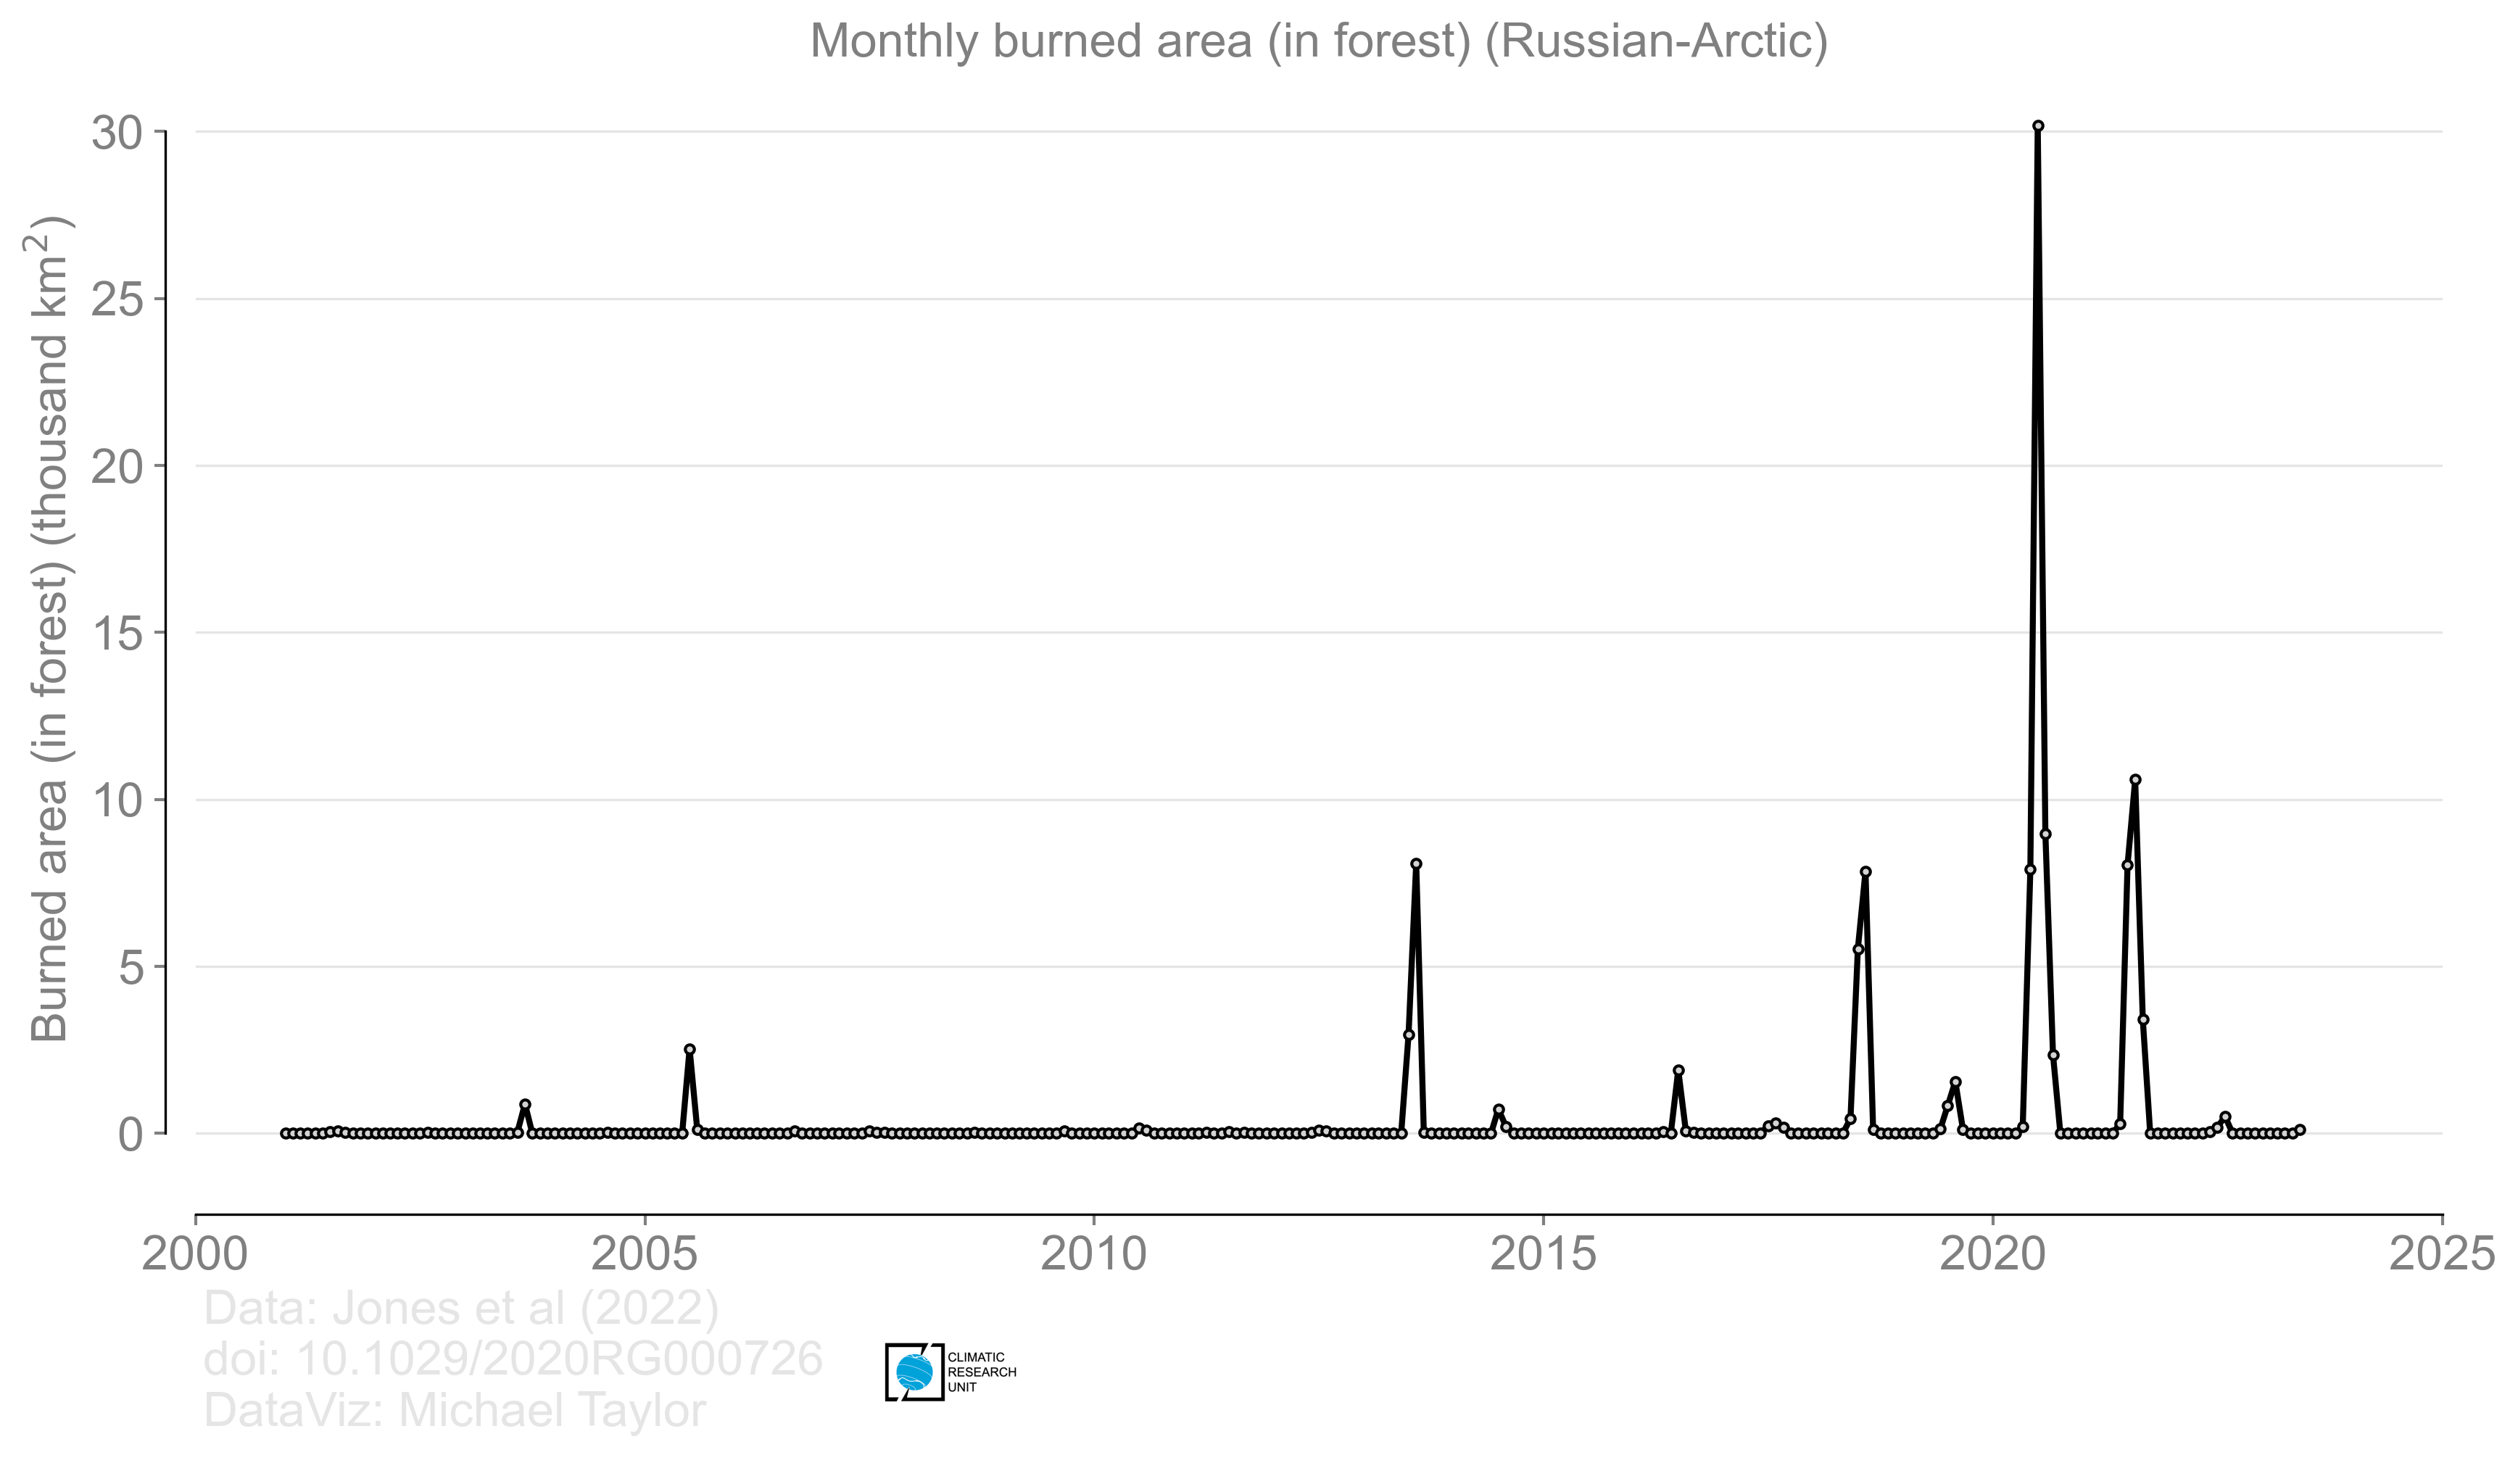 Monthly burned area (in forest) (Russian-Arctic)
Burned area (in forest) (thousand km²)
30
25
20
15
10
5
0
2000 2005 2010 2015 2020 2025
Data: Jones et al (2022)
doi: 10.1029/2020RG000726
DataViz: Michael Taylor
CLIMATIC
RESEARCH
UNIT